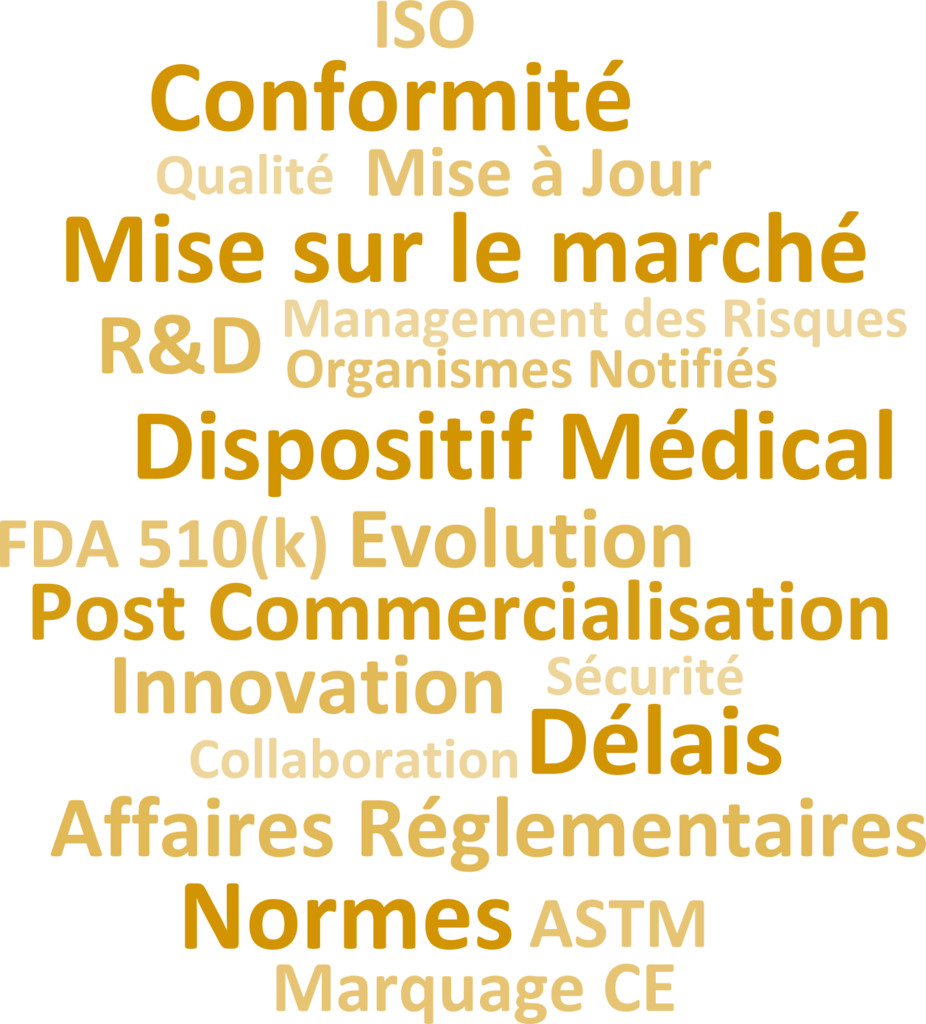 ISO
Conformité
Qualité Mise à Jour
Mise sur le marché
R&D Management des Risques
Organismes Notifiés
Dispositif Médical
FDA 510(k) Evolution
Post Commercialisation
Innovation Sécurité
Collaboration Délais
Affaires Réglementaires
Normes ASTM
Marquage CE